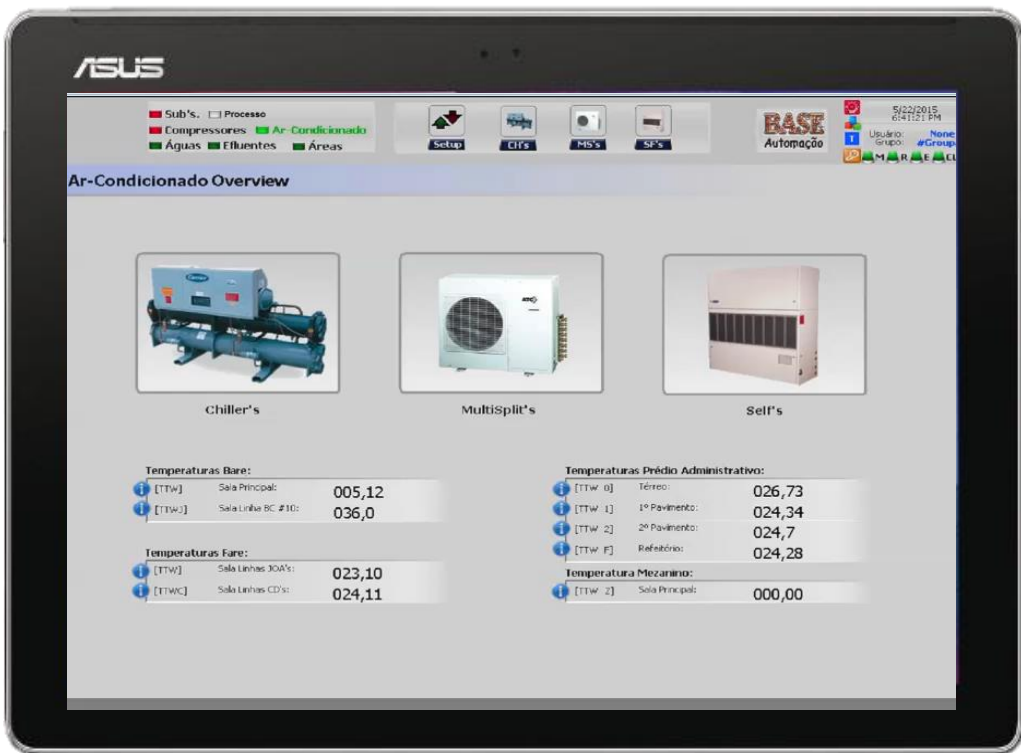 ASUS
Sub's. Processo
Compressores Ar-Condicionado
Águas Efluentes Áreas
Setup CH's MS's SF's
BASE
Automação
5/22/2015
6:41:21 PM
Usuário: None
Grupo: #Group
M R E CL
Ar-Condicionado Overview
Carrier
Chiller's MultiSplit's Self's
Temperaturas Bare:
[TTW] Sala Principal: 005,12
[TTWJ] Sala Linha BC #10: 036,0
Temperaturas Fare:
[TTW] Sala Linhas JOA's: 023,10
[TTWC] Sala Linhas CD's: 024,11
Temperaturas Prédio Administrativo:
[TTW 0] Térreo: 026,73
[TTW 1] 1º Pavimento: 024,34
[TTW 2] 2º Pavimento: 024,7
[TTW F] Refeitório: 024,28
Temperatura Mezanino:
[TTW Z] Sala Principal: 000,00